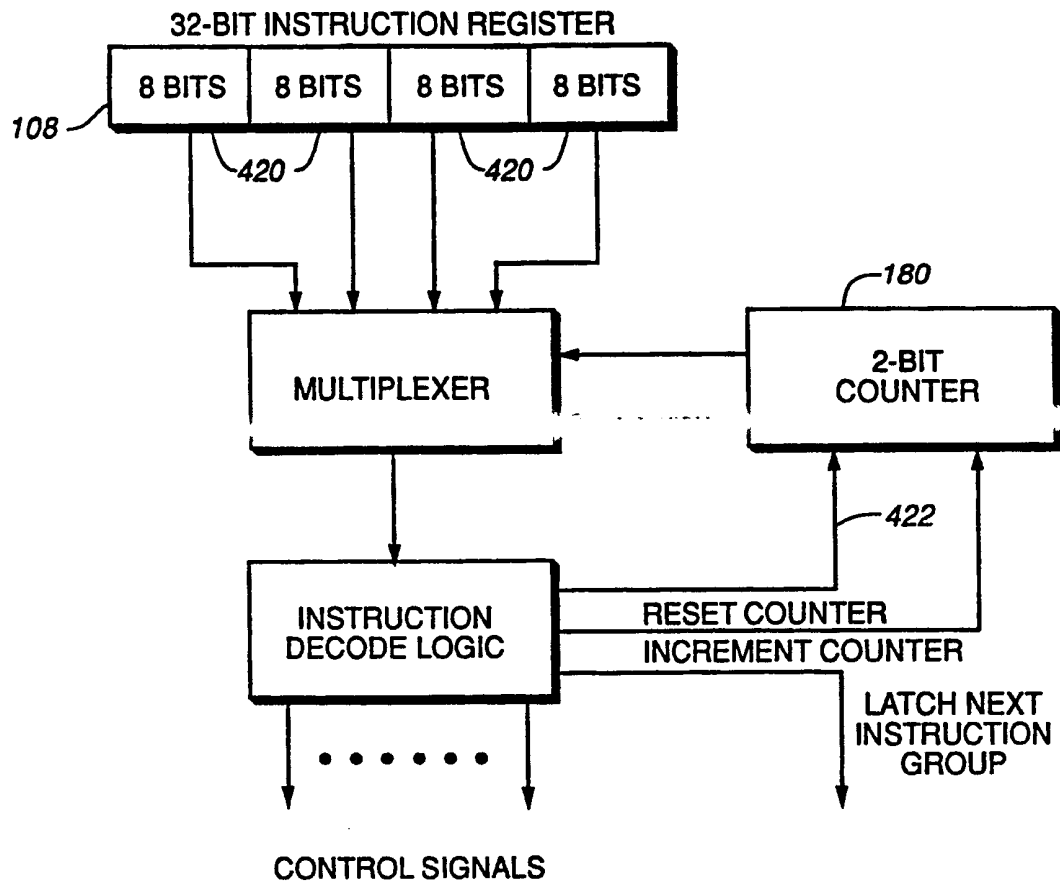 32-BIT INSTRUCTION REGISTER
8 BITS 8 BITS 8 BITS 8 BITS
108
420 420
180
MULTIPLEXER
2-BIT
COUNTER
422
INSTRUCTION
DECODE LOGIC
RESET COUNTER
INCREMENT COUNTER
LATCH NEXT
INSTRUCTION
GROUP
CONTROL SIGNALS